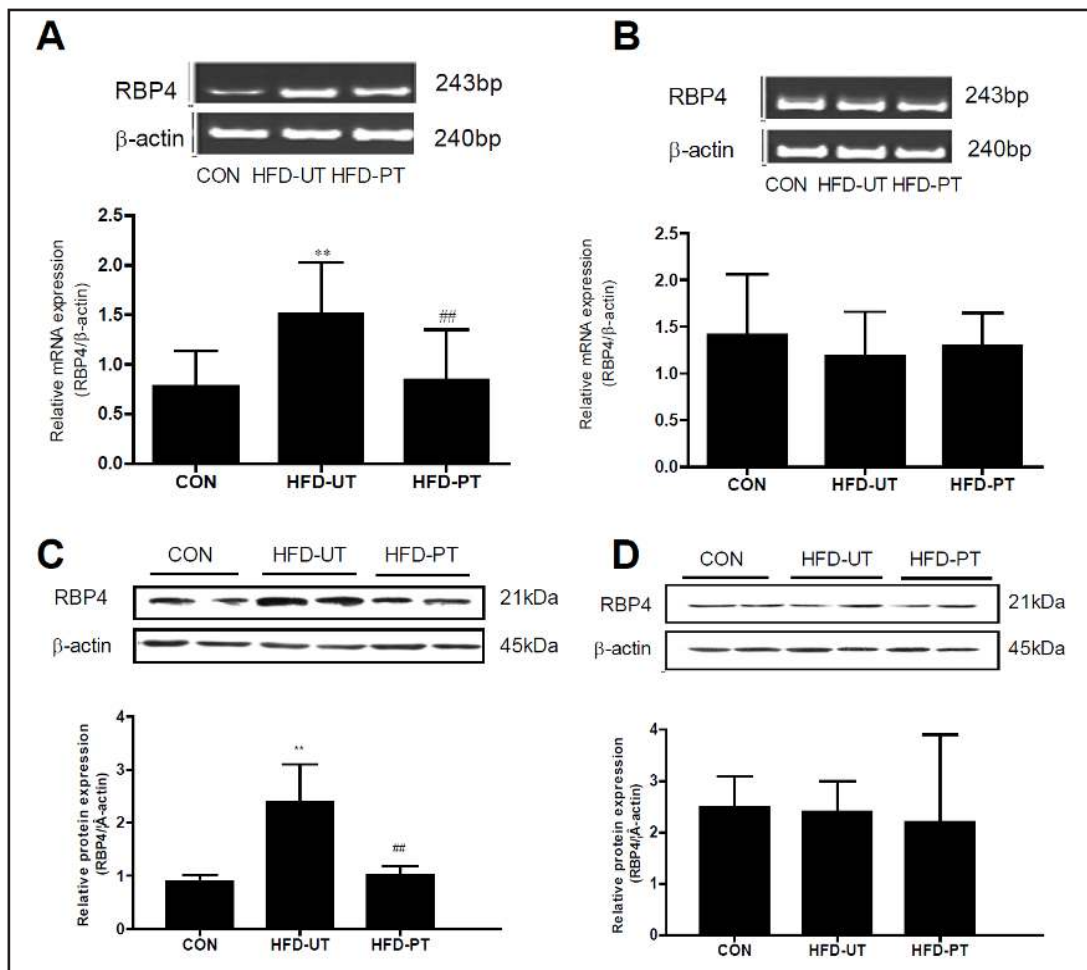 A
RBP4 243bp
β-actin 240bp
CON HFD-UT HFD-PT
Relative mRNA expression
(RBP4/β-actin)
2.5
2.0
1.5
1.0
0.5
0.0
**
##
CON HFD-UT HFD-PT
B
RBP4 243bp
β-actin 240bp
CON HFD-UT HFD-PT
Relative mRNA expression
(RBP4/β-actin)
2.5
2.0
1.5
1.0
0.5
0.0
CON HFD-UT HFD-PT
C
CON HFD-UT HFD-PT
RBP4 21kDa
β-actin 45kDa
Relative protein expression
(RBP4/¦Â-actin)
4
3
2
1
0
**
##
CON HFD-UT HFD-PT
D
CON HFD-UT HFD-PT
RBP4 21kDa
β-actin 45kDa
Relative protein expression
(RBP4/¦Â-actin)
4
3
2
1
0
CON HFD-UT HFD-PT